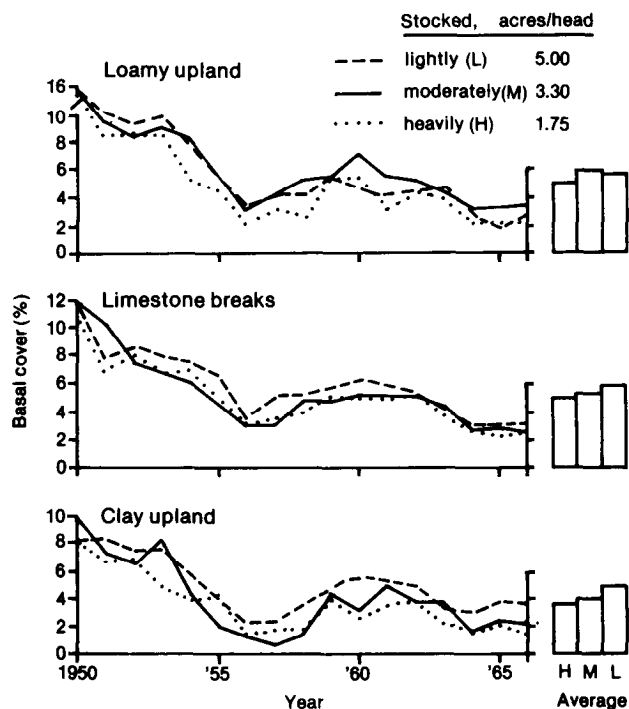 Stocked, acres/head
lightly (L) 5.00
moderately(M) 3.30
heavily (H) 1.75
Loamy upland
16
10
8
6
4
2
0
Limestone breaks
12
10
8
6
4
2
0
Basal cover (%)
Clay upland
10
8
6
4
2
0
1950 '55 '60 '65
Year
H M L
Average